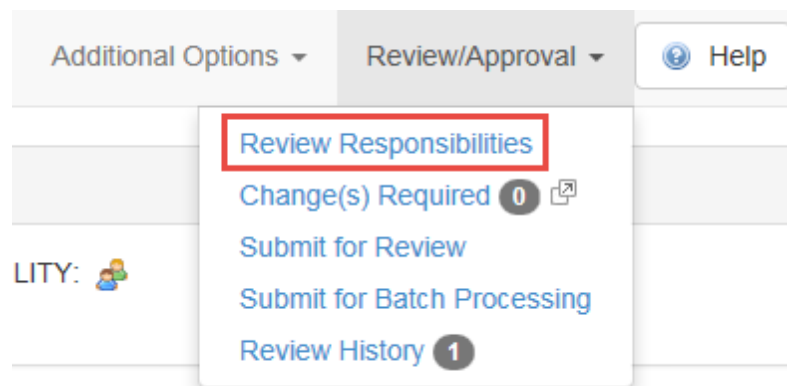 Additional Options Review/Approval Help
Review Responsibilities
Change(s) Required 0
Submit for Review
LITY:
Submit for Batch Processing
Review History 1